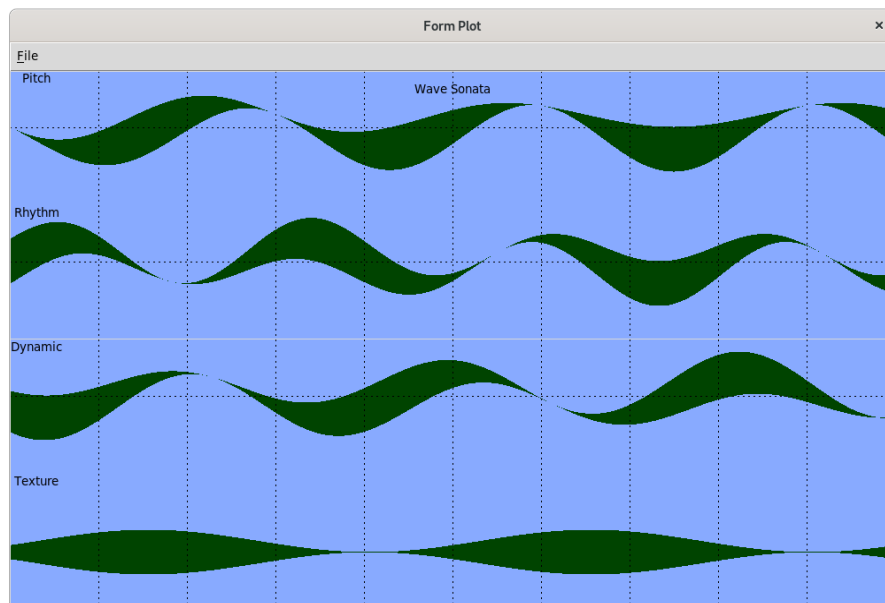 Form Plot
×
File
Pitch
Wave Sonata
Rhythm
Dynamic
Texture